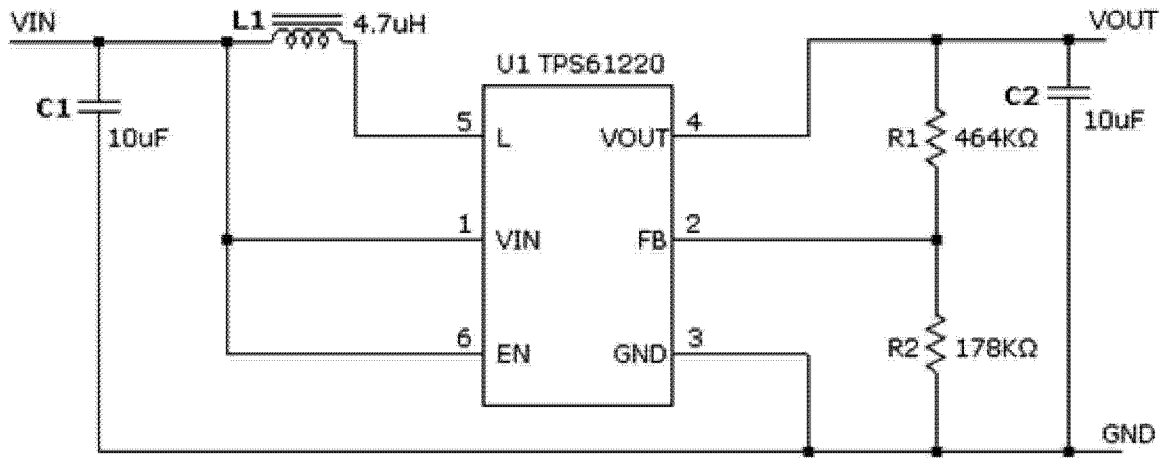 VIN
L1 4.7uH
VOUT
U1 TPS61220
C1
10uF
5 L
VOUT 4
R1 464KΩ
C2
10uF
1 VIN
FB 2
6 EN
GND 3
R2 178KΩ
GND